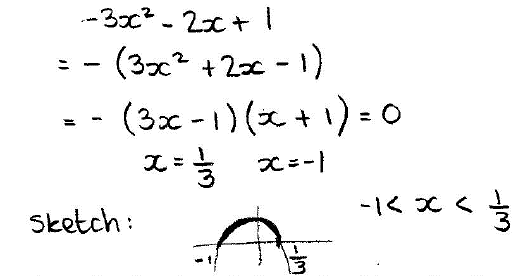 -3x² - 2x + 1
= - (3x² + 2x - 1)
= - (3x - 1)(x + 1) = 0
x = 1/3 x = -1
-1 < x < 1/3
Sketch:
-1 1/3